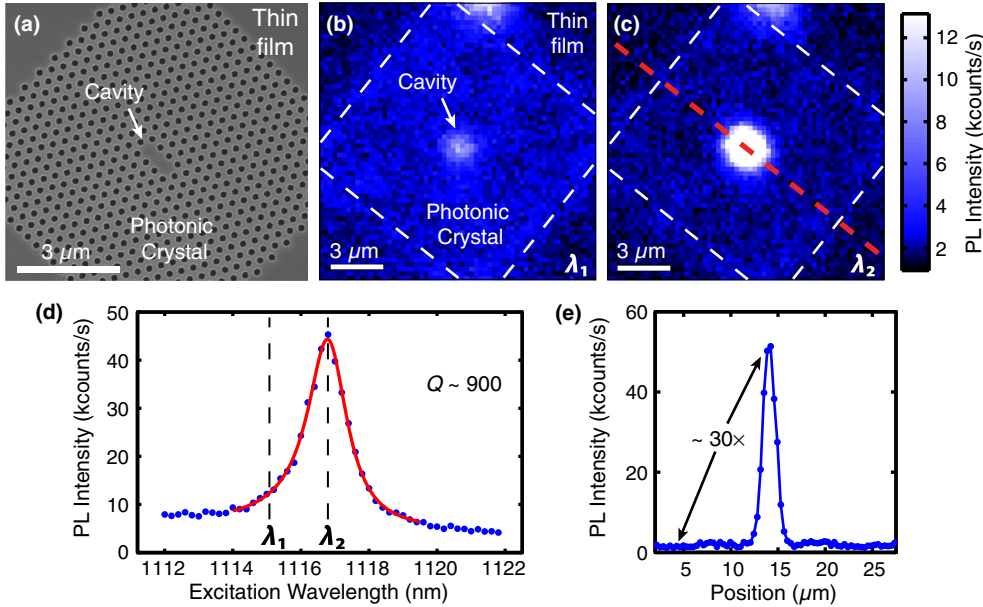 (a)
Thin
film
Cavity
Photonic
Crystal
3 μm
(b)
Thin
film
Cavity
Photonic
Crystal
3 μm
λ₁
(c)
3 μm
λ₂
12
10
8
6
4
2
PL Intensity (kcounts/s)
(d)
50
40
30
20
10
0
PL Intensity (kcounts/s)
Q ~ 900
λ₁
λ₂
1112
1114
1116
1118
1120
1122
Excitation Wavelength (nm)
(e)
60
40
20
0
PL Intensity (kcounts/s)
~ 30×
5
10
15
20
25
Position (μm)